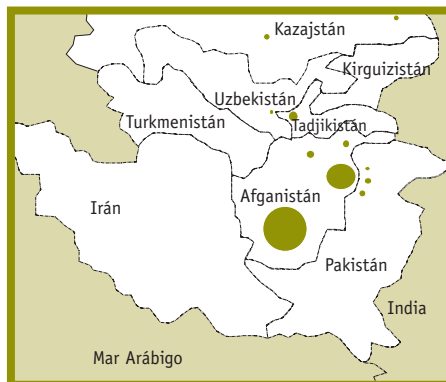 Kazajstán
Kirguizistán
Uzbekistán
Turkmenistán
Tadjikistán
Irán
Afganistán
Pakistán
India
Mar Arábigo